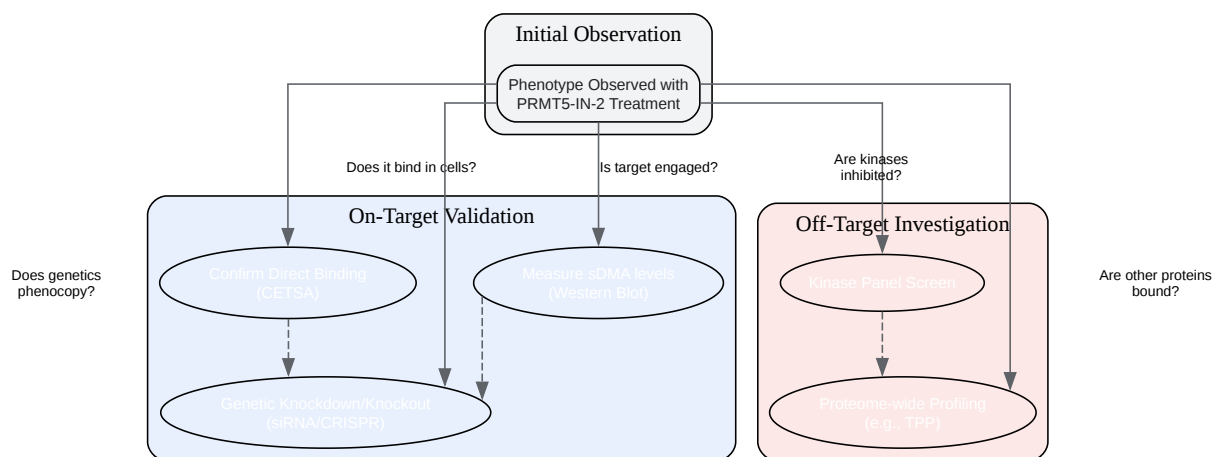 Initial Observation
Phenotype Observed with
PRMT5-IN-2 Treatment
Does it bind in cells?
Is target engaged?
Are kinases
inhibited?
On-Target Validation
Off-Target Investigation
Does genetics
phenocopy?
Confirm Direct Binding
(CETSA)
Measure sDMA levels
(Western Blot)
Kinase Panel Screen
Are other proteins
bound?
Genetic Knockdown/Knockout
(siRNA/CRISPR)
Proteome-wide Profiling
(e.g., TPP)